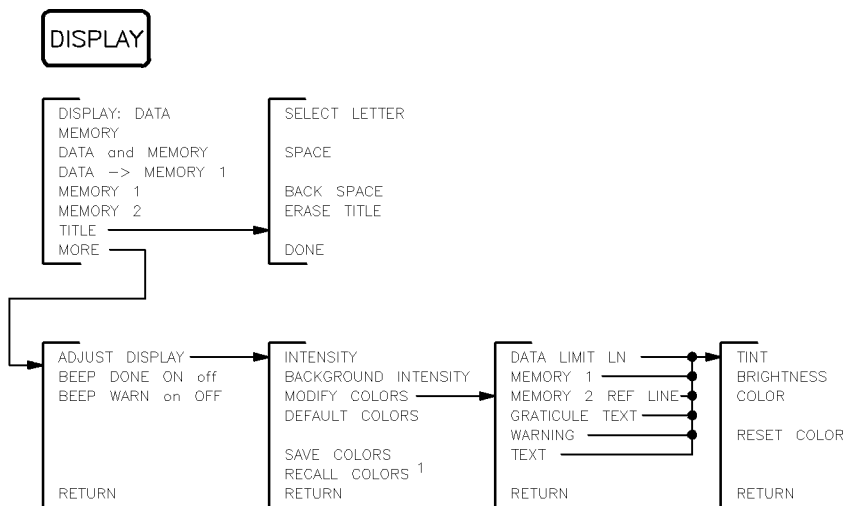 DISPLAY
DISPLAY: DATA
MEMORY
DATA and MEMORY
DATA -> MEMORY 1
MEMORY 1
MEMORY 2
TITLE
MORE
SELECT LETTER
SPACE
BACK SPACE
ERASE TITLE
DONE
ADJUST DISPLAY
BEEP DONE ON off
BEEP WARN on OFF
RETURN
INTENSITY
BACKGROUND INTENSITY
MODIFY COLORS
DEFAULT COLORS
SAVE COLORS
RECALL COLORS 1
RETURN
DATA LIMIT LN
MEMORY 1
MEMORY 2 REF LINE
GRATICULE TEXT
WARNING
TEXT
RETURN
TINT
BRIGHTNESS
COLOR
RESET COLOR
RETURN